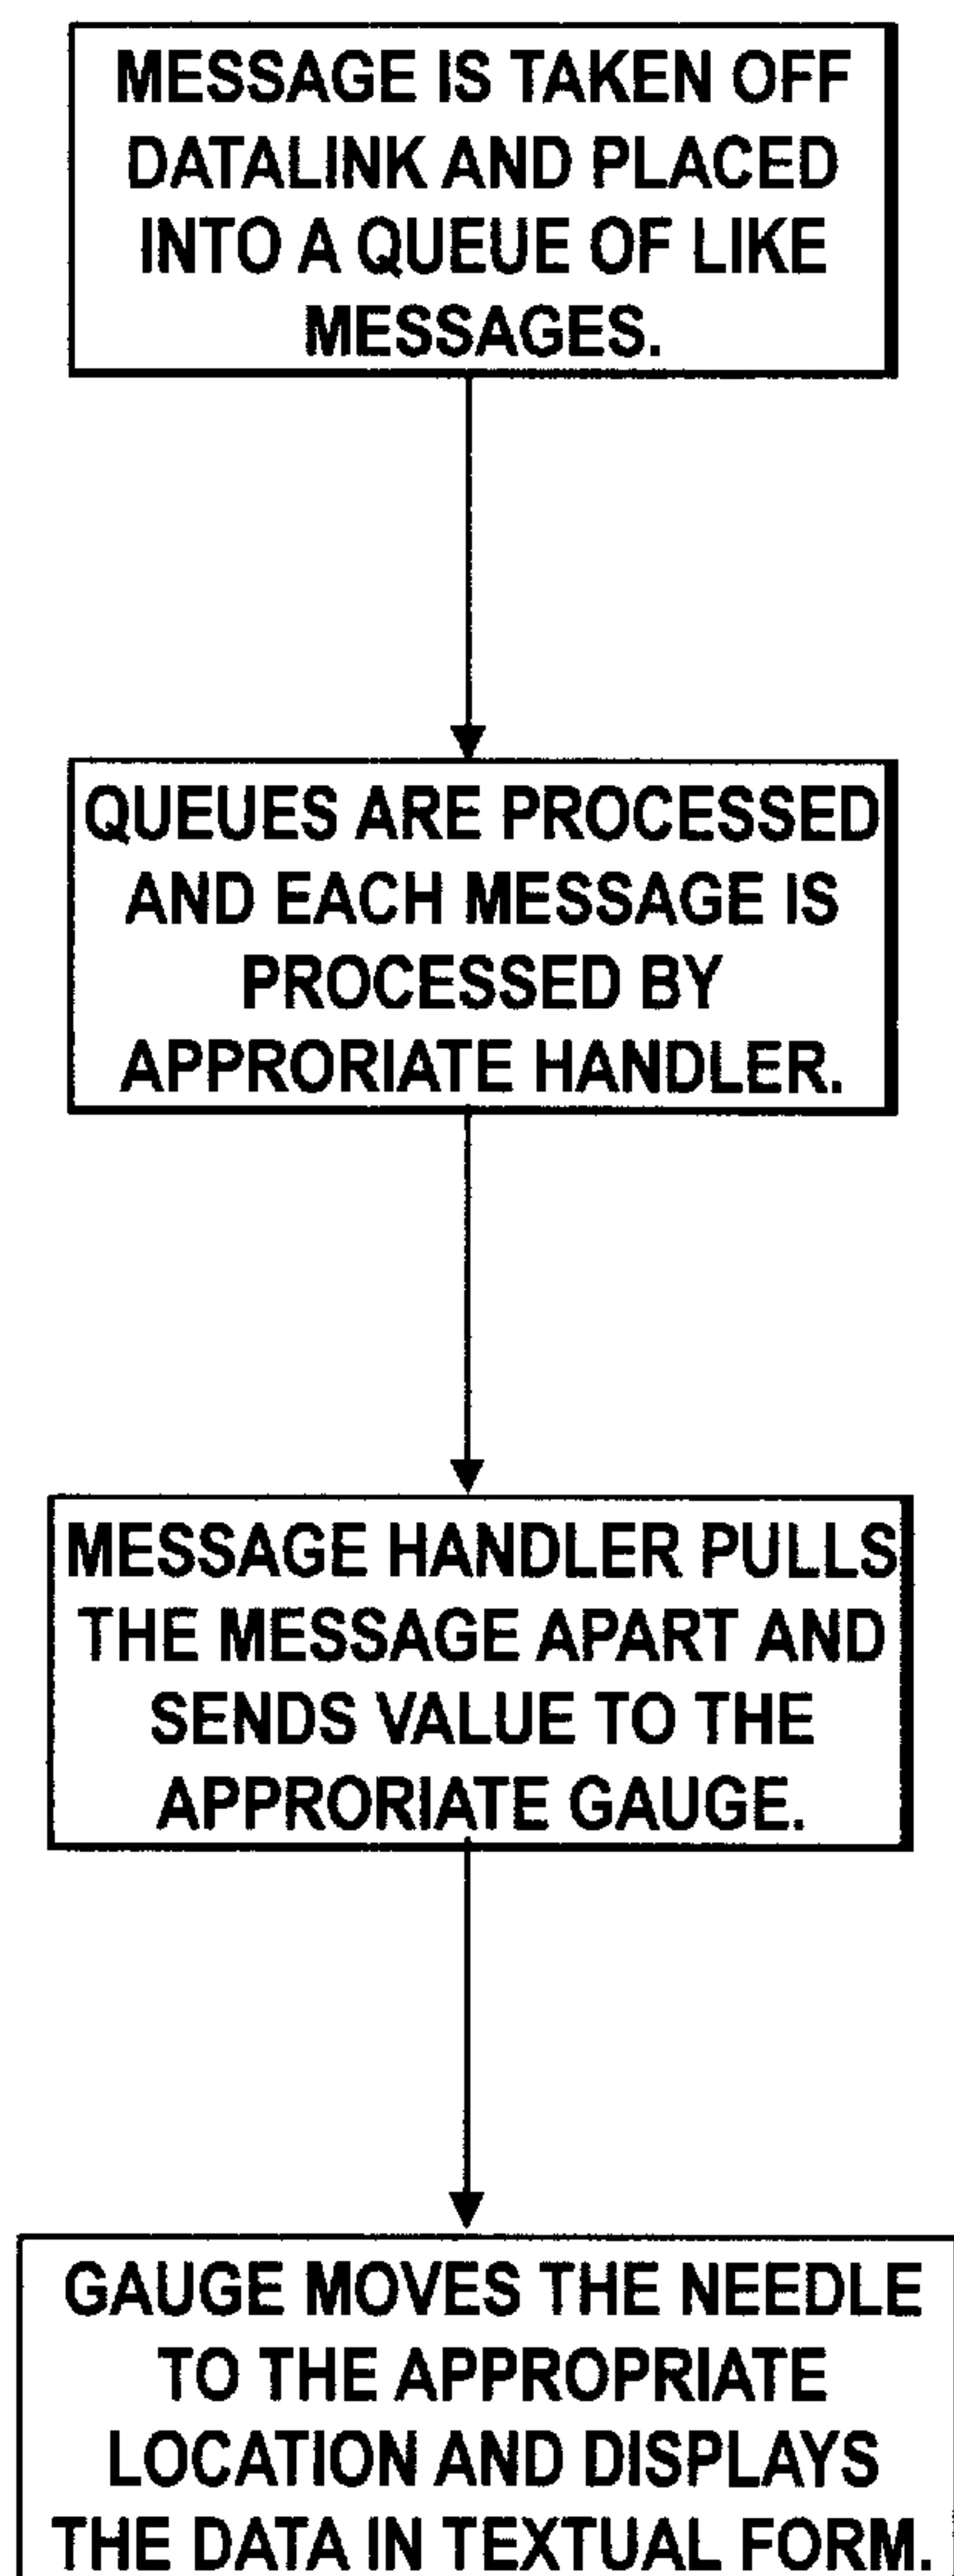 MESSAGE IS TAKEN OFF
DATALINK AND PLACED
INTO A QUEUE OF LIKE
MESSAGES.
QUEUES ARE PROCESSED
AND EACH MESSAGE IS
PROCESSED BY
APPRORIATE HANDLER.
MESSAGE HANDLER PULLS
THE MESSAGE APART AND
SENDS VALUE TO THE
APPRORIATE GAUGE.
GAUGE MOVES THE NEEDLE
TO THE APPROPRIATE
LOCATION AND DISPLAYS
THE DATA IN TEXTUAL FORM.